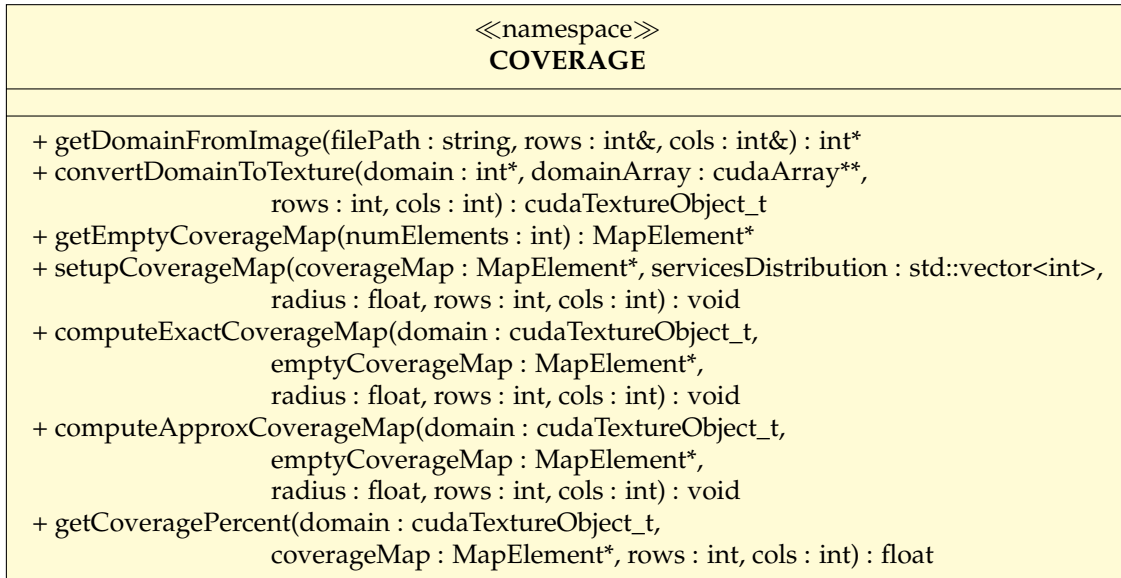 ≪namespace≫
COVERAGE
+ getDomainFromImage(filePath : string, rows : int&, cols : int&) : int*
+ convertDomainToTexture(domain : int*, domainArray : cudaArray**,
rows : int, cols : int) : cudaTextureObject_t
+ getEmptyCoverageMap(numElements : int) : MapElement*
+ setupCoverageMap(coverageMap : MapElement*, servicesDistribution : std::vector<int>,
radius : float, rows : int, cols : int) : void
+ computeExactCoverageMap(domain : cudaTextureObject_t,
emptyCoverageMap : MapElement*,
radius : float, rows : int, cols : int) : void
+ computeApproxCoverageMap(domain : cudaTextureObject_t,
emptyCoverageMap : MapElement*,
radius : float, rows : int, cols : int) : void
+ getCoveragePercent(domain : cudaTextureObject_t,
coverageMap : MapElement*, rows : int, cols : int) : float